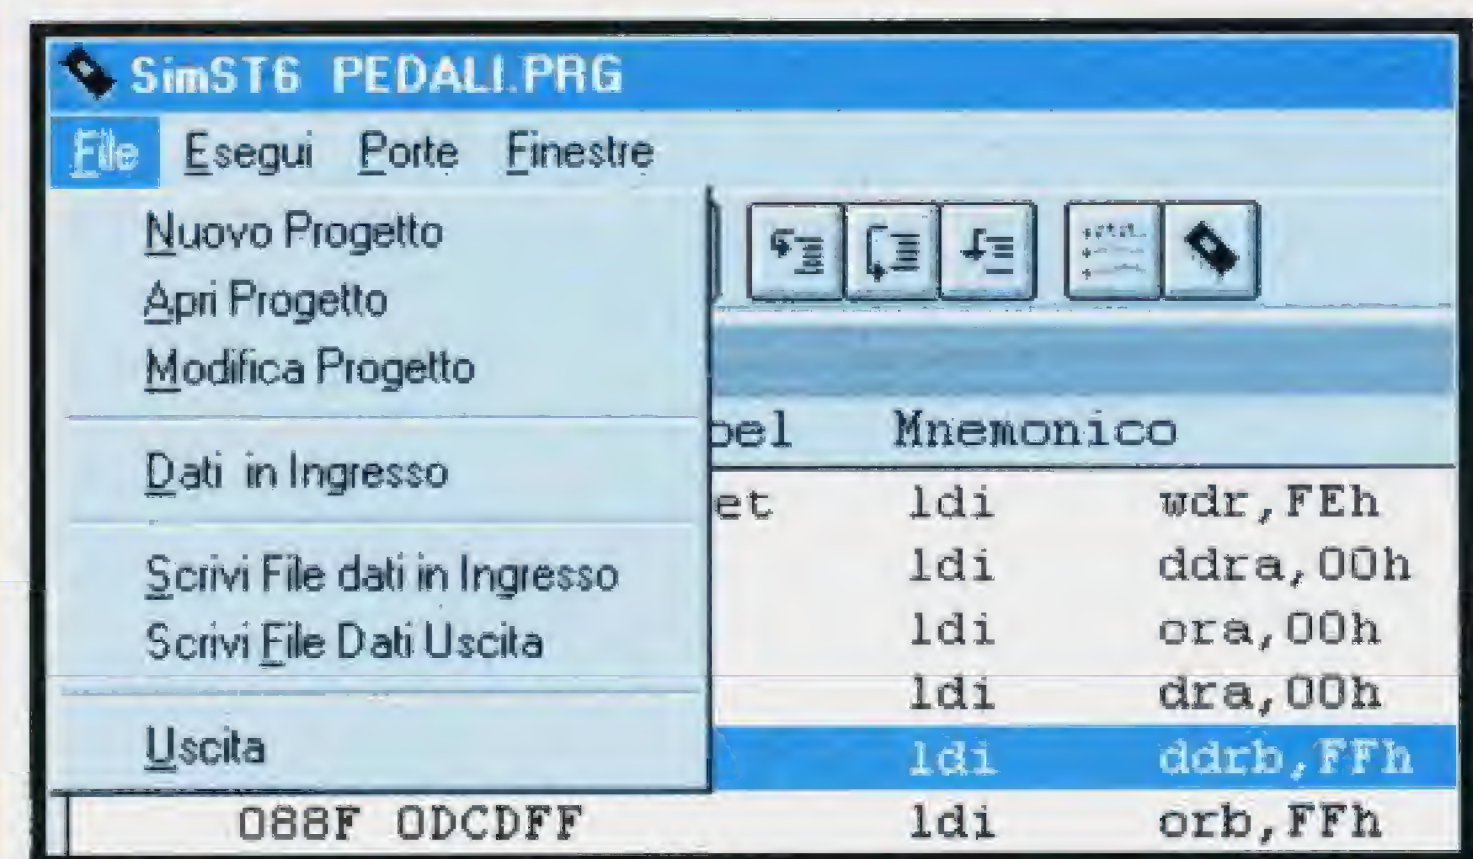 SimST6 PEDALI.PRG
File Esegui Porte Finestre
Nuovo Progetto
Apri Progetto
Modifica Progetto
Dati in Ingresso
Scrivi File dati in Ingresso
Scrivi File Dati Uscita
Uscita
bel Mnemonico
et ldi wdr,FEh
ldi ddra,00h
ldi ora,00h
ldi dra,00h
ldi ddrb,FFh
088F 0DCDFF ldi orb,FFh